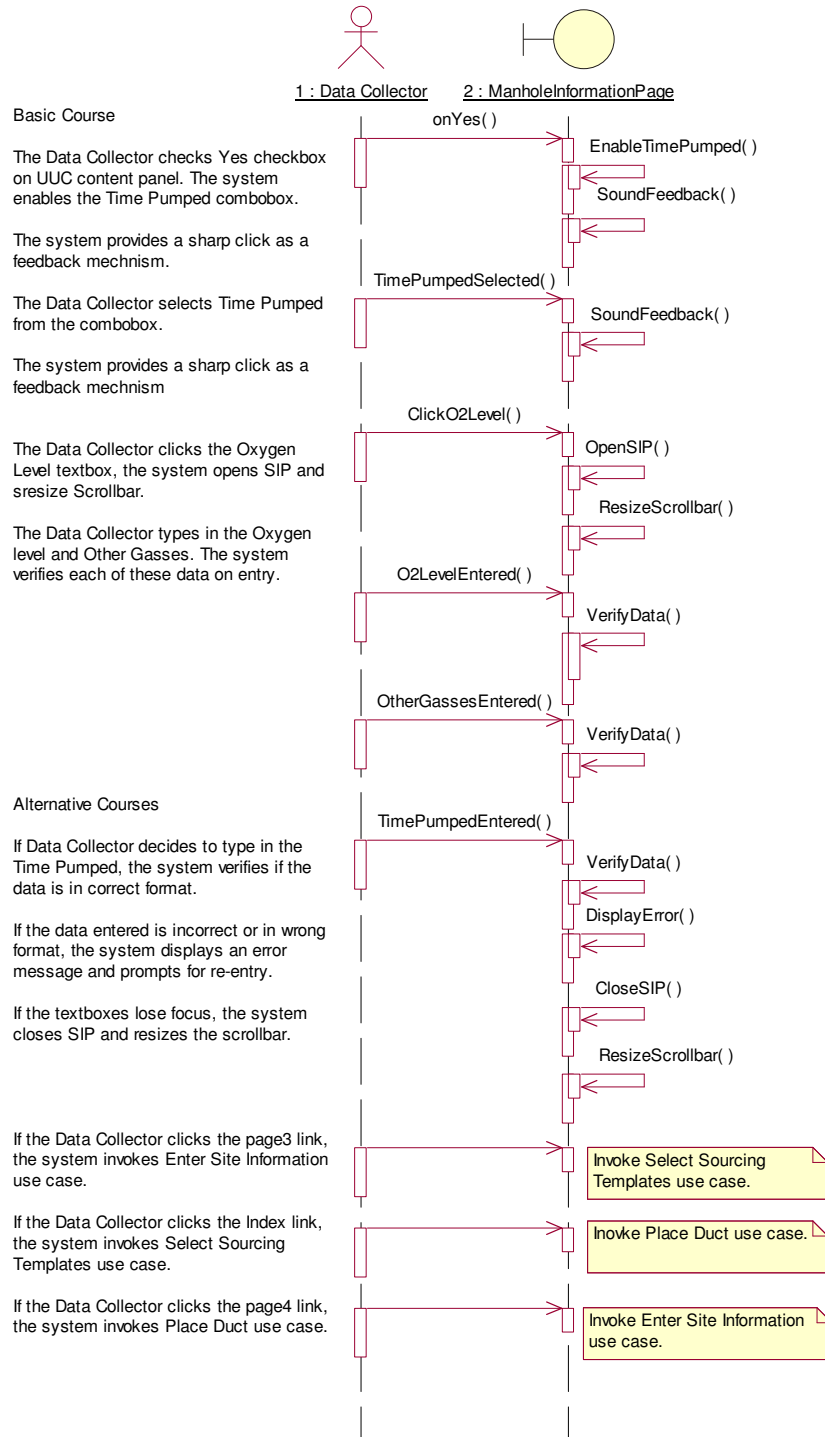 1 : Data Collector
2 : ManholeInformationPage
Basic Course
The Data Collector checks Yes checkbox
on UUC content panel. The system
enables the Time Pumped combobox.
The system provides a sharp click as a
feedback mechnism.
The Data Collector selects Time Pumped
from the combobox.
The system provides a sharp click as a
feedback mechnism
The Data Collector clicks the Oxygen
Level textbox, the system opens SIP and
sresize Scrollbar.
The Data Collector types in the Oxygen
level and Other Gasses. The system
verifies each of these data on entry.
Alternative Courses
If Data Collector decides to type in the
Time Pumped, the system verifies if the
data is in correct format.
If the data entered is incorrect or in wrong
format, the system displays an error
message and prompts for re-entry.
If the textboxes lose focus, the system
closes SIP and resizes the scrollbar.
If the Data Collector clicks the page3 link,
the system invokes Enter Site Information
use case.
If the Data Collector clicks the Index link,
the system invokes Select Sourcing
Templates use case.
If the Data Collector clicks the page4 link,
the system invokes Place Duct use case.
onYes( )
EnableTimePumped( )
SoundFeedback( )
TimePumpedSelected( )
SoundFeedback( )
ClickO2Level( )
OpenSIP( )
ResizeScrollbar( )
O2LevelEntered( )
VerifyData( )
OtherGassesEntered( )
VerifyData( )
TimePumpedEntered( )
VerifyData( )
DisplayError( )
CloseSIP( )
ResizeScrollbar( )
Invoke Select Sourcing
Templates use case.
Inovke Place Duct use case.
Invoke Enter Site Information
use case.